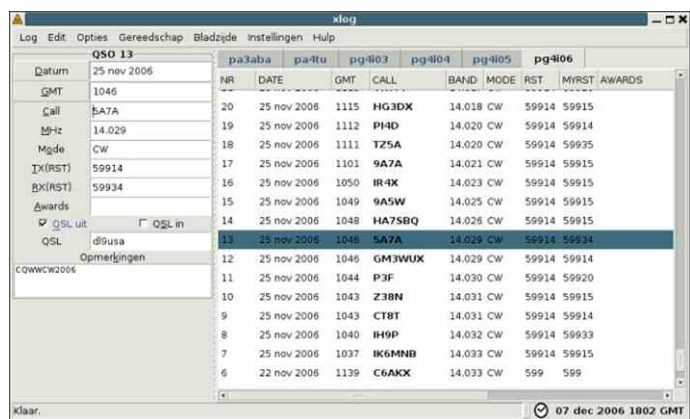 xlog
Log Edit Opties Gereedschap Bladzijde Instellingen Hulp
QSO 13
Datum 25 nov 2006
GMT 1046
Call 5A7A
MHz 14.029
Mode CW
TX(RST) 59914
RX(RST) 59934
Awards
QSL uit QSL in
QSL dl9usa
Opmerkingen
CQWWCW2006
pa3aba pa4tu pg4i03 pg4i04 pg4i05 pg4i06
NR DATE GMT CALL BAND MODE RST MYRST AWARDS
20 25 nov 2006 1115 HG3DX 14.018 CW 59914 59915
19 25 nov 2006 1112 PI4D 14.020 CW 59914 59914
18 25 nov 2006 1111 TZ5A 14.020 CW 59914 59935
17 25 nov 2006 1101 9A7A 14.021 CW 59914 59915
16 25 nov 2006 1050 IR4X 14.023 CW 59914 59915
15 25 nov 2006 1049 9A5W 14.025 CW 59914 59915
14 25 nov 2006 1048 HA7SBQ 14.026 CW 59914 59915
13 25 nov 2006 1046 5A7A 14.029 CW 59914 59934
12 25 nov 2006 1046 GM3WUX 14.029 CW 59914 59914
11 25 nov 2006 1044 P3F 14.030 CW 59914 59920
10 25 nov 2006 1043 Z38N 14.031 CW 59914 59915
9 25 nov 2006 1043 CT8T 14.031 CW 59914 59914
8 25 nov 2006 1040 IH9P 14.032 CW 59914 59933
7 25 nov 2006 1037 IK6MNB 14.033 CW 59914 59915
6 22 nov 2006 1139 C6AKX 14.033 CW 599 599
Klaar.
07 dec 2006 1802 GMT